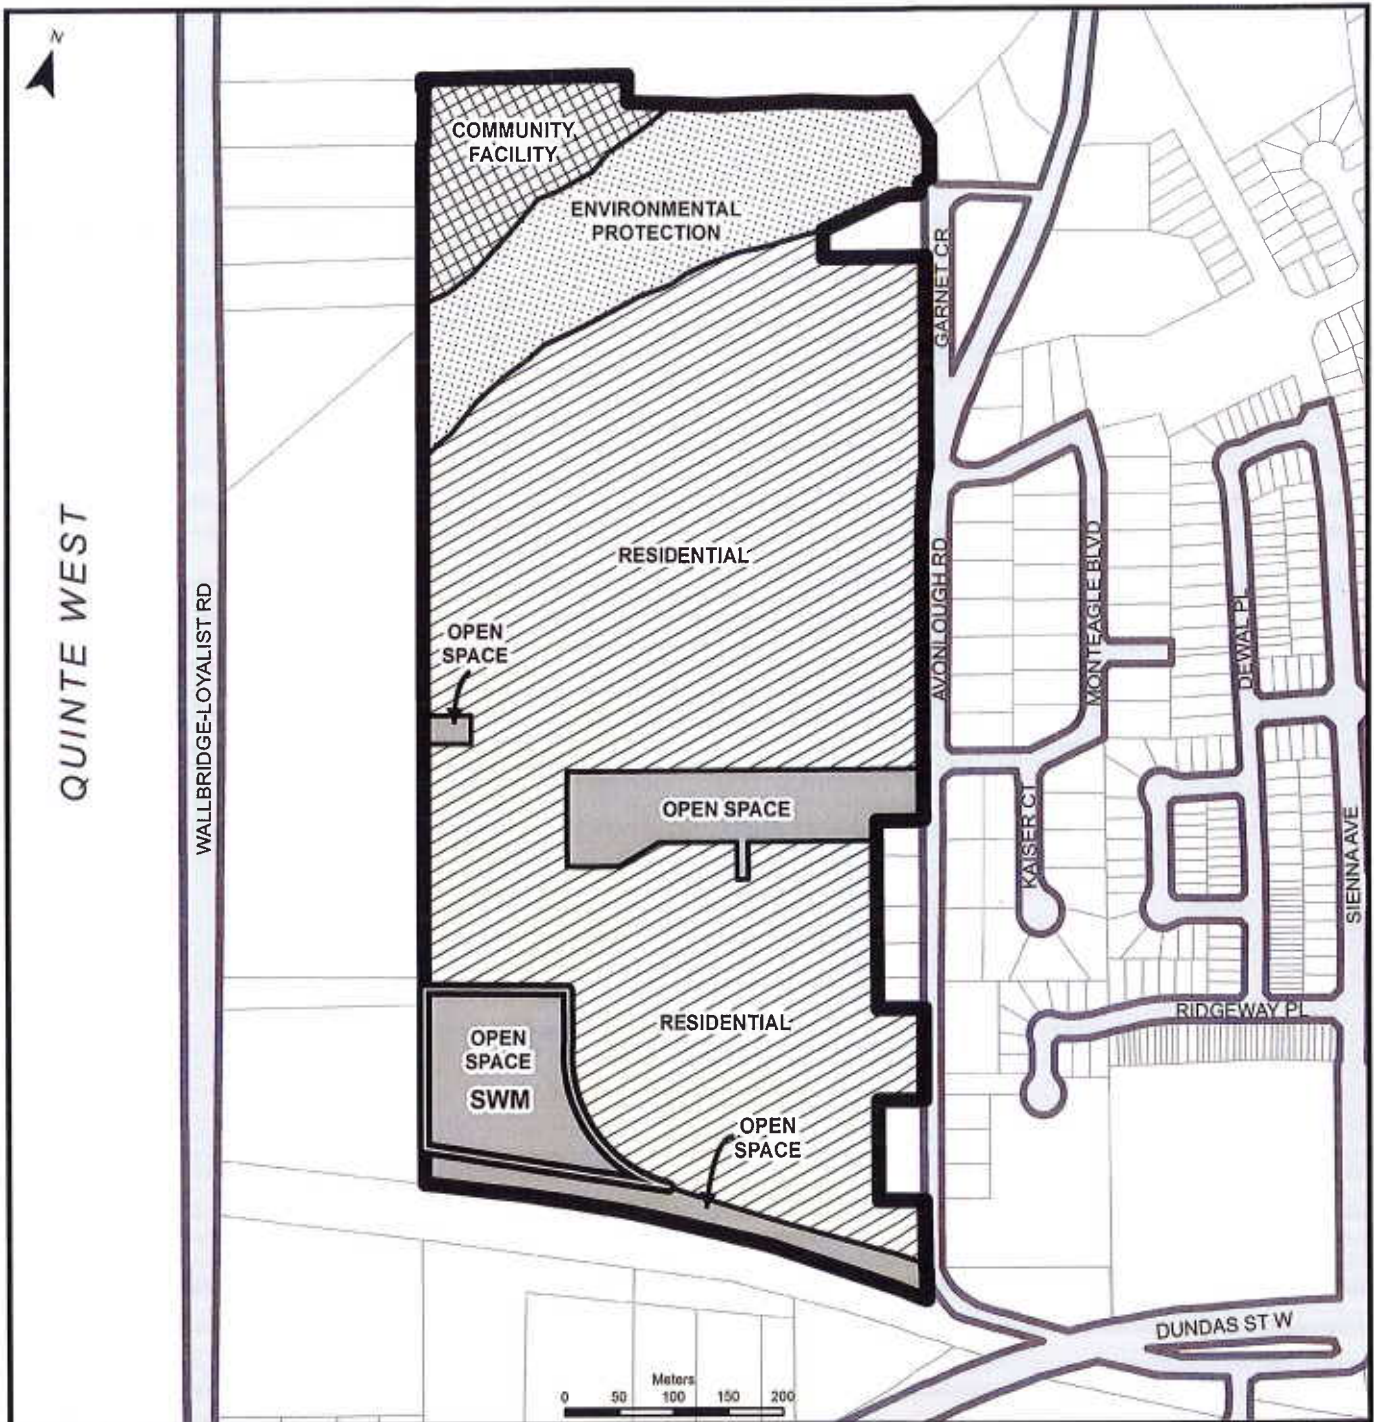 N
COMMUNITY
FACILITY
ENVIRONMENTAL
PROTECTION
GARNET CR
QUINTE WEST
WALLBRIDGE-LOYALIST RD
RESIDENTIAL
AVONLOUGH RD
MONTEAGLE BLVD
DEWAL PL
OPEN
SPACE
OPEN SPACE
KAISER CT
SIENNA AVE
RESIDENTIAL
RIDGEWAY PL
OPEN
SPACE
SWM
OPEN
SPACE
DUNDAS ST W
Meters
0 50 100 150 200